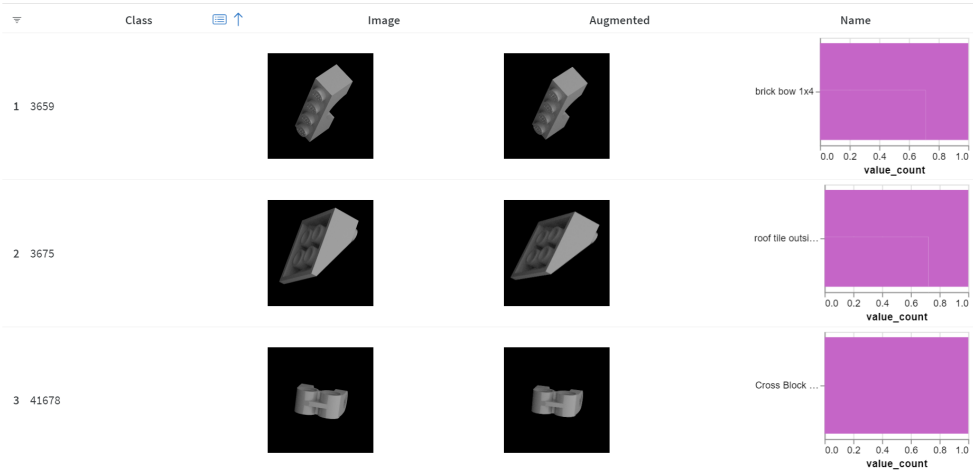 Class Image Augmented Name
1 3659
brick bow 1x4
0.0 0.2 0.4 0.6 0.8 1.0
value_count
2 3675
roof tile outsi...
0.0 0.2 0.4 0.6 0.8 1.0
value_count
3 41678
Cross Block ...
0.0 0.2 0.4 0.6 0.8 1.0
value_count